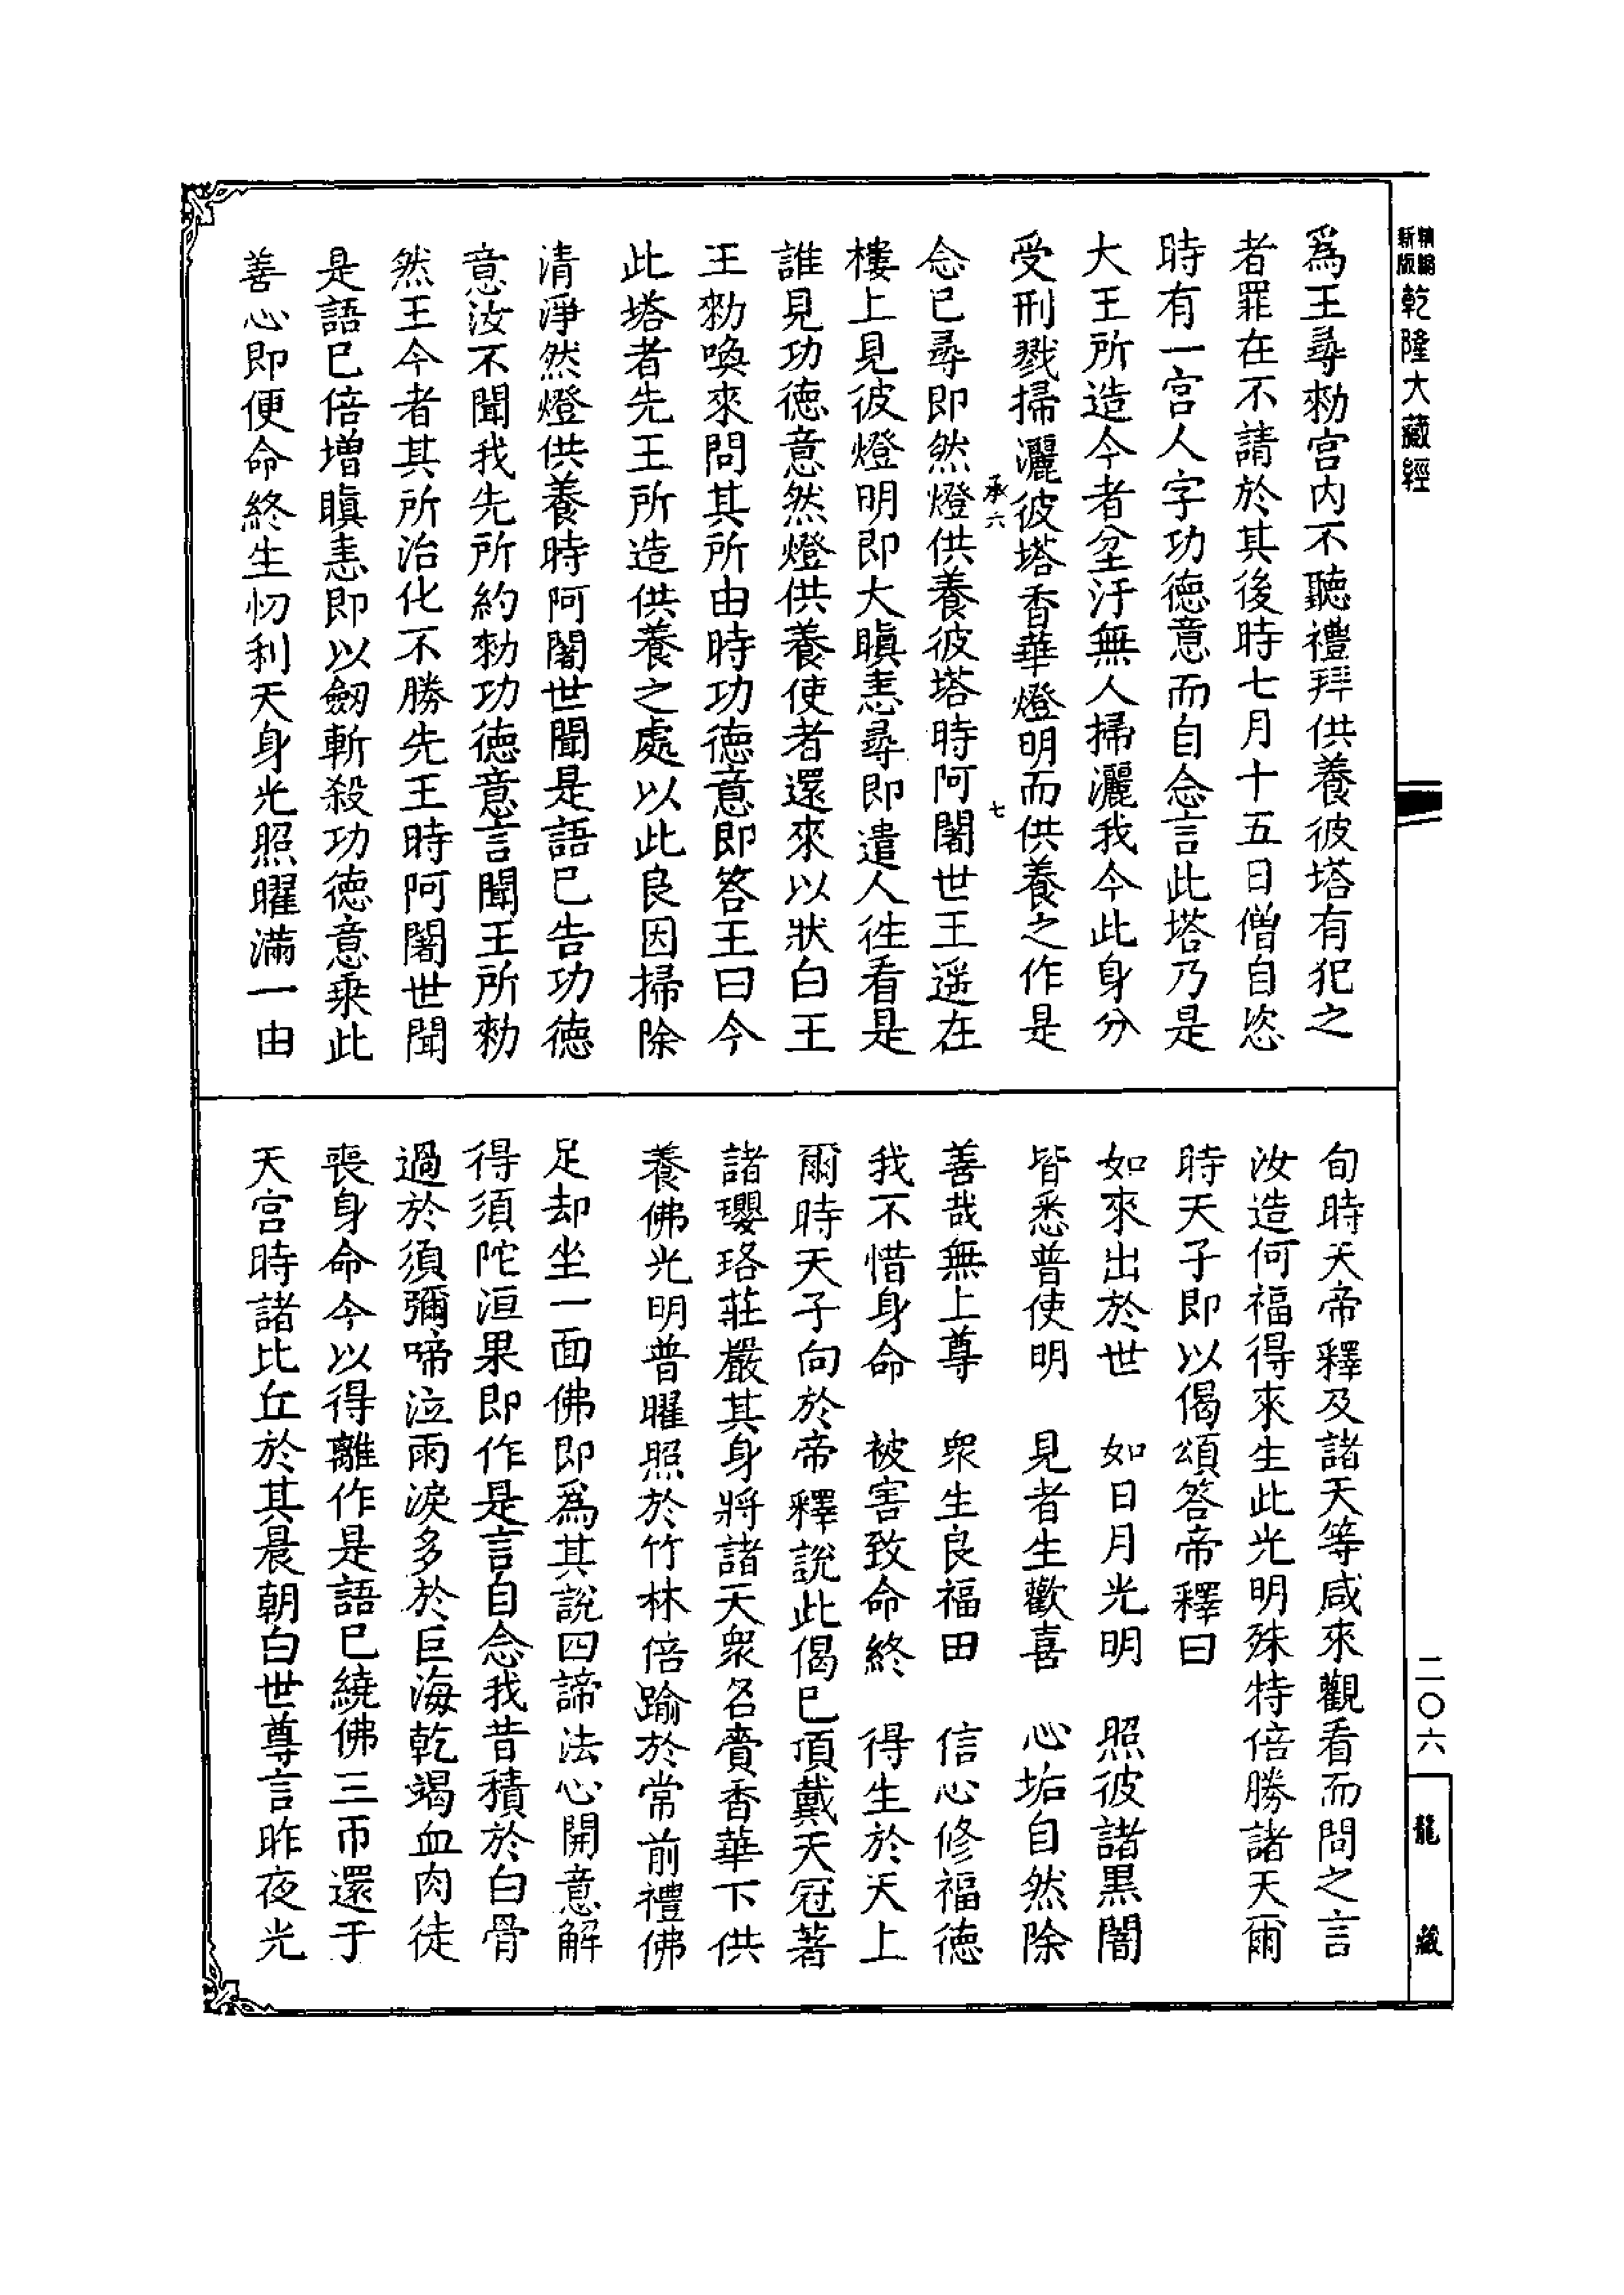 新版
精縮
乾隆大藏經
為王尋勑宫内不聽禮拜供養彼塔有犯之
者罪在不請於其後時七月十五日僧自恣
時有一宫人字功德意而自念言此塔乃是
大王所造今者坌汙無人掃灑我今此身分
受刑戮掃灑彼塔香華燈明而供養之作是
承六
七
念已尋即然燈供養彼塔時阿闍世王遥在
樓上見彼燈明即大瞋恚尋即遣人往看是
誰見功德意然燈供養使者還來以狀白王
王勑喚來問其所由時功德意即答王曰今
此塔者先王所造供養之處以此良因掃除
清淨然燈供養時阿闍世聞是語已告功德
意汝不聞我先所約勑功德意言聞王所勑
然王今者其所治化不勝先王時阿闍世聞
是語已倍增瞋恚即以劒斬殺功德意乗此
善心即便命終生忉利天身光照曜滿一由
旬時天帝釋及諸天等咸來觀看而問之言
汝造何福得來生此光明殊特倍勝諸天爾
時天子即以偈頌答帝釋曰
如來出於世　如日月光明　照彼諸黒闇
皆悉普使明　見者生歡喜　心垢自然除
善哉無上尊　衆生良福田　信心修福德
我不惜身命　被害致命終　得生於天上
爾時天子向於帝釋說此偈已頂戴天冠著
諸瓔珞莊嚴其身將諸天衆各賷香華下供
養佛光明普曜照於竹林倍踰於常前禮佛
足却坐一面佛即為其說四諦法心開意解
得須陀洹果即作是言自念我昔積於白骨
過於須彌啼泣雨淚多於巨海乾竭血肉徒
喪身命今以得離作是語已繞佛三帀還于
天宫時諸比丘於其晨朝白世尊言昨夜光
二〇六
龍藏